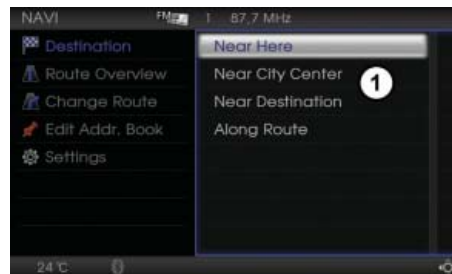 NAVI FM 1 87,7 MHz
Destination
Route Overview
Change Route
Edit Addr. Book
Settings
Near Here
Near City Center
Near Destination
Along Route
1
24°C